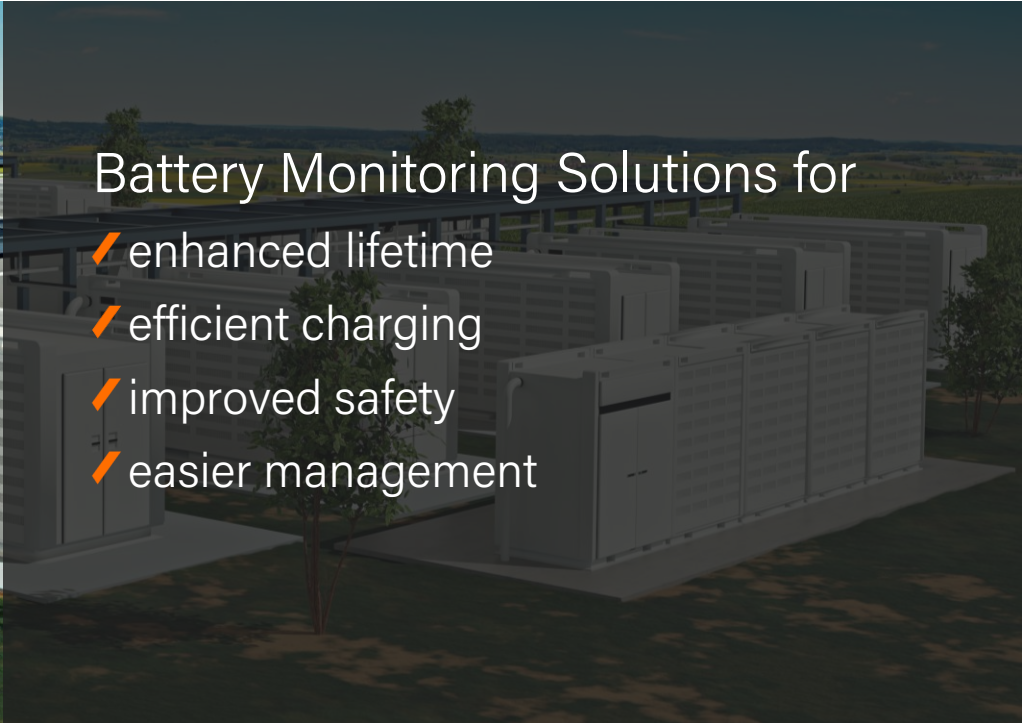 Battery Monitoring Solutions for
enhanced lifetime
efficient charging
improved safety
easier management